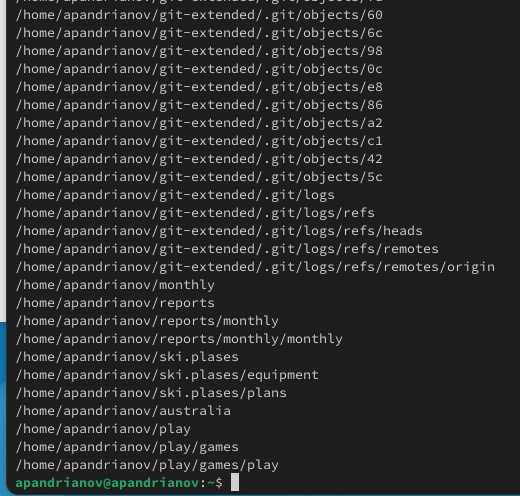 /home/apandrianov/git-extended/.git/objects/60
/home/apandrianov/git-extended/.git/objects/6c
/home/apandrianov/git-extended/.git/objects/98
/home/apandrianov/git-extended/.git/objects/0c
/home/apandrianov/git-extended/.git/objects/e8
/home/apandrianov/git-extended/.git/objects/86
/home/apandrianov/git-extended/.git/objects/a2
/home/apandrianov/git-extended/.git/objects/c1
/home/apandrianov/git-extended/.git/objects/42
/home/apandrianov/git-extended/.git/objects/5c
/home/apandrianov/git-extended/.git/logs
/home/apandrianov/git-extended/.git/logs/refs
/home/apandrianov/git-extended/.git/logs/refs/heads
/home/apandrianov/git-extended/.git/logs/refs/remotes
/home/apandrianov/git-extended/.git/logs/refs/remotes/origin
/home/apandrianov/monthly
/home/apandrianov/reports
/home/apandrianov/reports/monthly
/home/apandrianov/reports/monthly/monthly
/home/apandrianov/ski.plases
/home/apandrianov/ski.plases/equipment
/home/apandrianov/ski.plases/plans
/home/apandrianov/australia
/home/apandrianov/play
/home/apandrianov/play/games
/home/apandrianov/play/games/play
apandrianov@apandrianov:~$